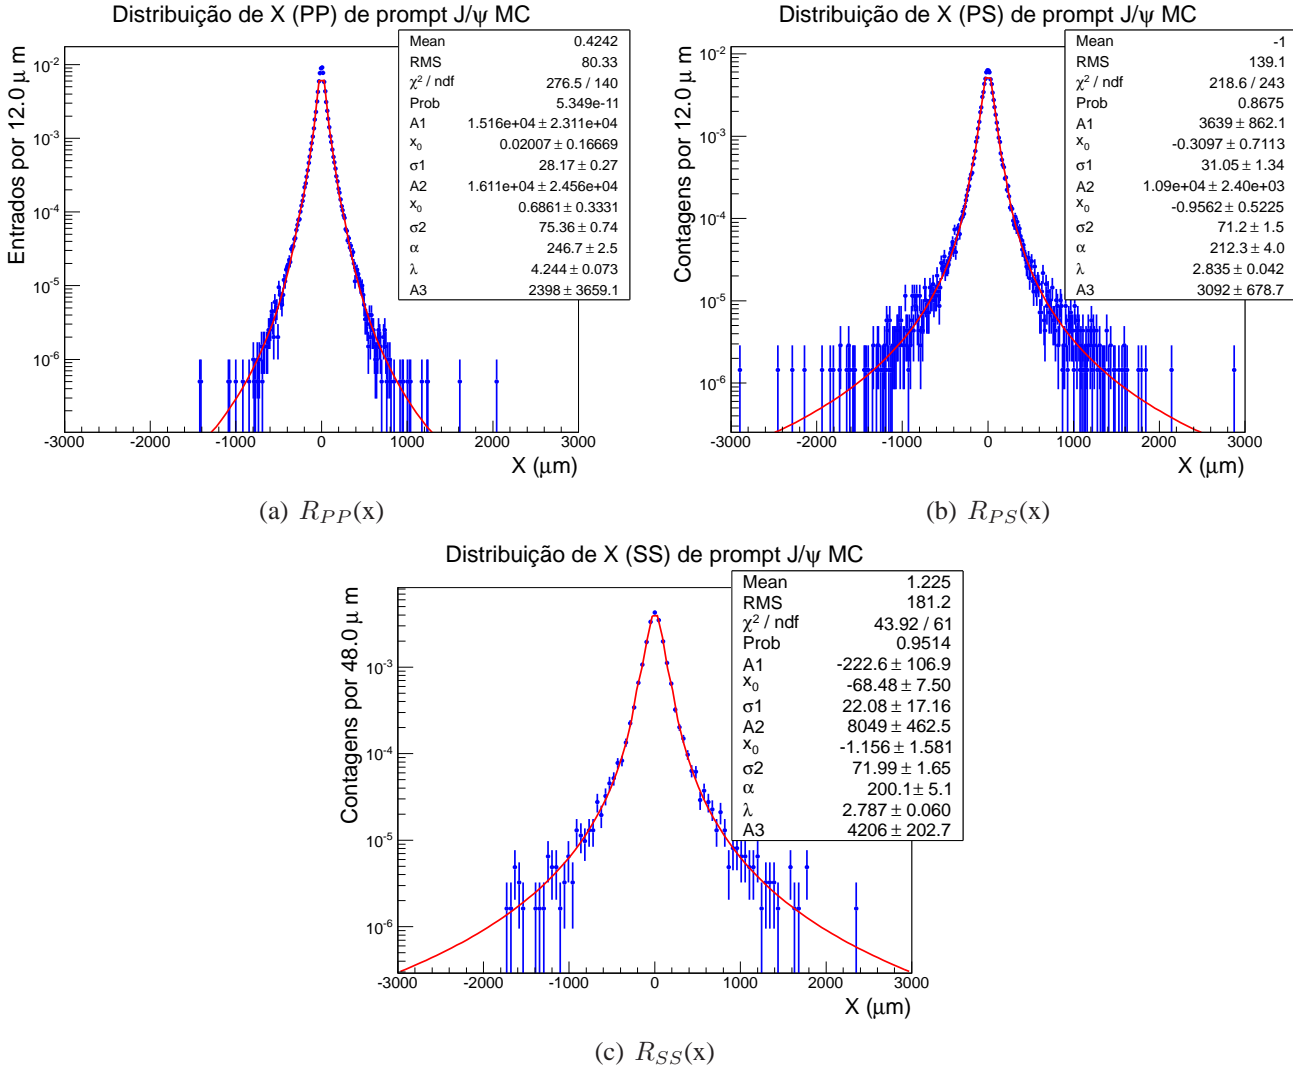 Distribuição de X (PP) de prompt J/ψ MC
Entrados por 12.0 μ m
10⁻²
10⁻³
10⁻⁴
10⁻⁵
10⁻⁶
Mean 0.4242
RMS 80.33
χ² / ndf 276.5 / 140
Prob 5.349e-11
A1 1.516e+04 ± 2.311e+04
x₀ 0.02007 ± 0.16669
σ1 28.17 ± 0.27
A2 1.611e+04 ± 2.456e+04
x₀ 0.6861 ± 0.3331
σ2 75.36 ± 0.74
α 246.7 ± 2.5
λ 4.244 ± 0.073
A3 2398 ± 3659.1
-3000 -2000 -1000 0 1000 2000 3000
X (μm)
(a) R_PP(x)
Distribuição de X (PS) de prompt J/ψ MC
Contagens por 12.0 μ m
10⁻²
10⁻³
10⁻⁴
10⁻⁵
10⁻⁶
Mean -1
RMS 139.1
χ² / ndf 218.6 / 243
Prob 0.8675
A1 3639 ± 862.1
x₀ -0.3097 ± 0.7113
σ1 31.05 ± 1.34
A2 1.09e+04 ± 2.40e+03
x₀ -0.9562 ± 0.5225
σ2 71.2 ± 1.5
α 212.3 ± 4.0
λ 2.835 ± 0.042
A3 3092 ± 678.7
-3000 -2000 -1000 0 1000 2000 3000
X (μm)
(b) R_PS(x)
Distribuição de X (SS) de prompt J/ψ MC
Contagens por 48.0 μ m
10⁻³
10⁻⁴
10⁻⁵
10⁻⁶
Mean 1.225
RMS 181.2
χ² / ndf 43.92 / 61
Prob 0.9514
A1 -222.6 ± 106.9
x₀ -68.48 ± 7.50
σ1 22.08 ± 17.16
A2 8049 ± 462.5
x₀ -1.156 ± 1.581
σ2 71.99 ± 1.65
α 200.1 ± 5.1
λ 2.787 ± 0.060
A3 4206 ± 202.7
-3000 -2000 -1000 0 1000 2000 3000
X (μm)
(c) R_SS(x)